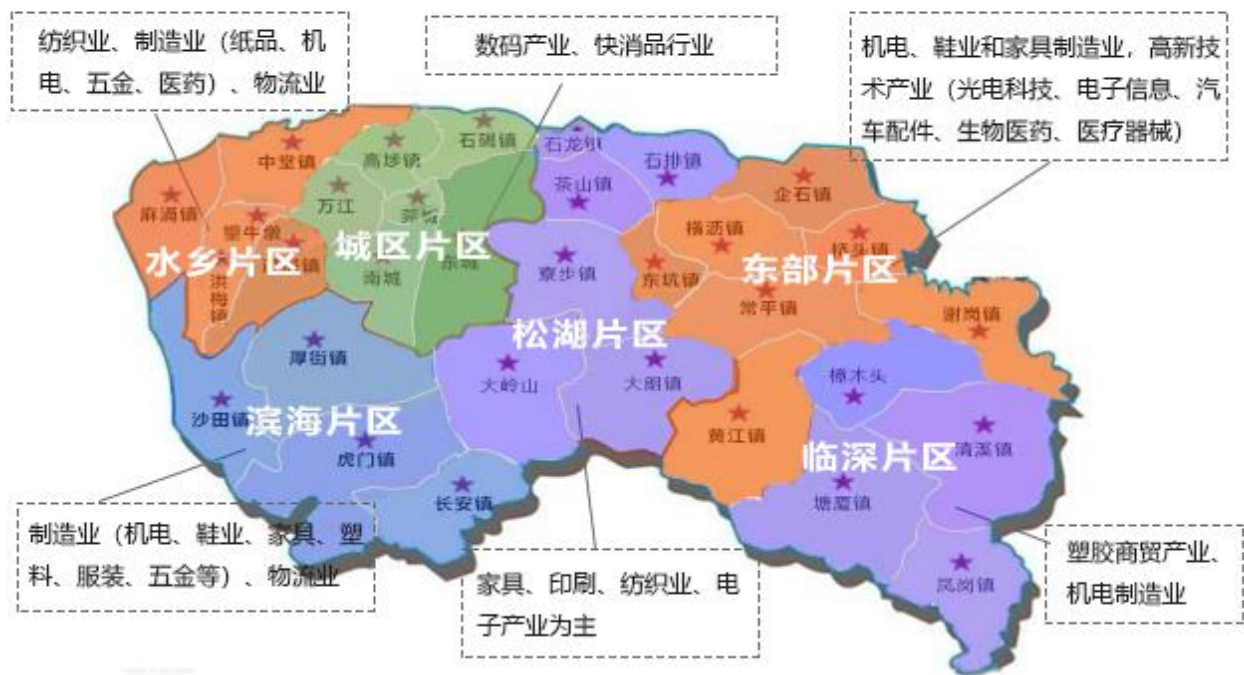 纺织业、制造业（纸品、机
电、五金、医药）、物流业
数码产业、快消品行业
机电、鞋业和家具制造业，高新技
术产业（光电科技、电子信息、汽
车配件、生物医药、医疗器械）
石碣镇
石龙镇
中堂镇
高埗镇
石排镇
茶山镇
企石镇
麻涌镇
万江
莞城
望牛墩
横沥镇
桥头镇
水乡片区
城区片区
东城
东部片区
洪梅镇
南城
寮步镇
东坑镇
常平镇
谢岗镇
松湖片区
厚街镇
大岭山
大朗镇
樟木头
沙田镇
滨海片区
虎门镇
黄江镇
临深片区
清溪镇
长安镇
塘厦镇
凤岗镇
制造业（机电、鞋业、家具、塑
料、服装、五金等）、物流业
家具、印刷、纺织业、电
子产业为主
塑胶商贸产业、
机电制造业